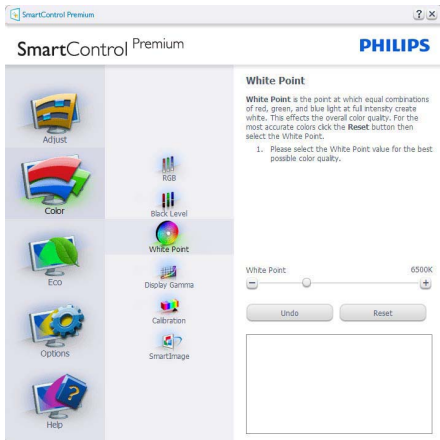 SmartControl Premium
? ×
SmartControl Premium
PHILIPS
Adjust
Color
Eco
Options
Help
RGB
Black Level
White Point
Display Gamma
Calibration
SmartImage
White Point
White Point is the point at which equal combinations
of red, green, and blue light at full intensity create
white. This effects the overall color quality. For the
most accurate colors click the Reset button then
select the White Point.
1. Please select the White Point value for the best
possible color quality.
White Point 6500K
Undo Reset